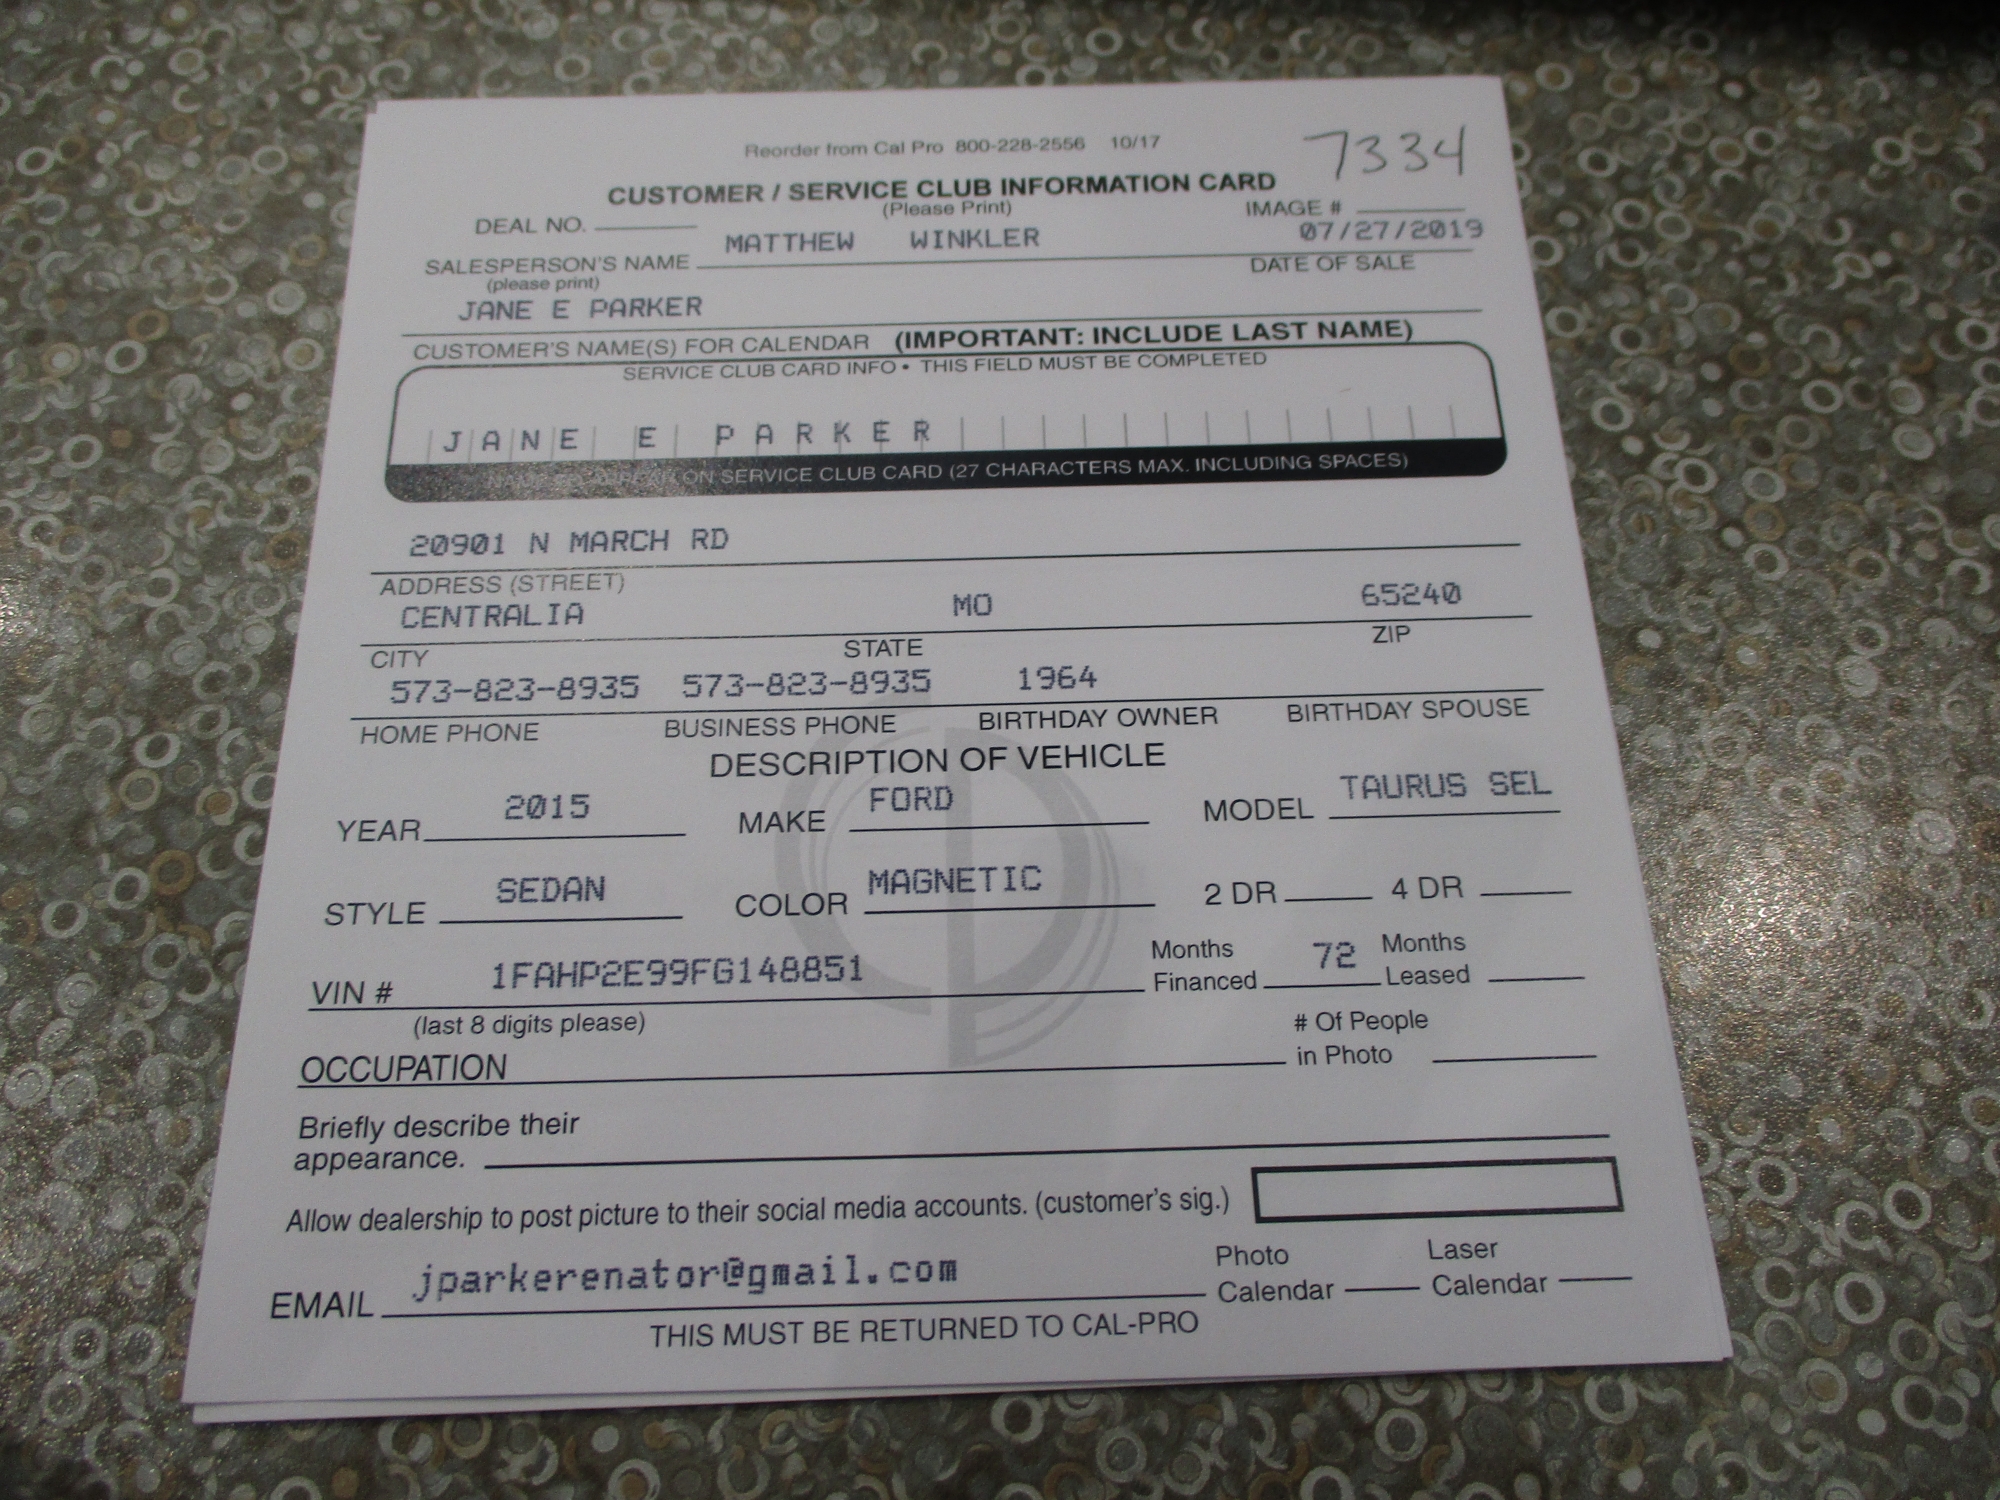 Reorder from Cal Pro 800-228-2556 10/17
7334
CUSTOMER / SERVICE CLUB INFORMATION CARD
(Please Print)
DEAL NO. IMAGE #
MATTHEW WINKLER 07/27/2019
SALESPERSON'S NAME DATE OF SALE
(please print)
JANE E PARKER
CUSTOMER'S NAME(S) FOR CALENDAR (IMPORTANT: INCLUDE LAST NAME)
SERVICE CLUB CARD INFO • THIS FIELD MUST BE COMPLETED
JANE E PARKER
NAME TO APPEAR ON SERVICE CLUB CARD (27 CHARACTERS MAX. INCLUDING SPACES)
20901 N MARCH RD
ADDRESS (STREET)
CENTRALIA MO 65240
CITY STATE ZIP
573-823-8935 573-823-8935 1964
HOME PHONE BUSINESS PHONE BIRTHDAY OWNER BIRTHDAY SPOUSE
DESCRIPTION OF VEHICLE
YEAR 2015 MAKE FORD MODEL TAURUS SEL
STYLE SEDAN COLOR MAGNETIC 2 DR 4 DR
VIN # 1FAHP2E99FG148851 Months Financed 72 Months Leased
(last 8 digits please)
OCCUPATION # Of People in Photo
Briefly describe their
appearance.
Allow dealership to post picture to their social media accounts. (customer's sig.)
EMAIL jparkerenator@gmail.com Photo Calendar Laser Calendar
THIS MUST BE RETURNED TO CAL-PRO